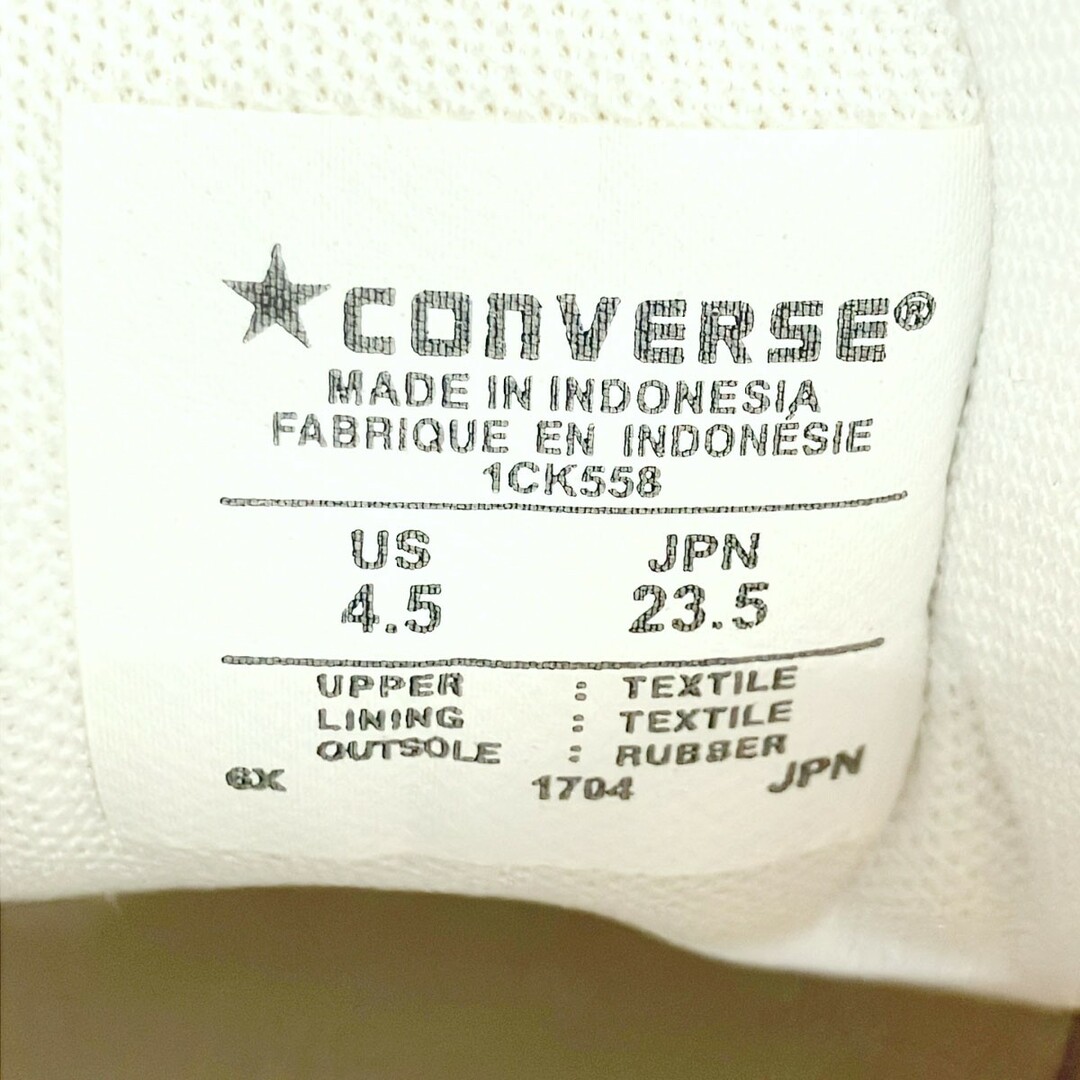 ★CONVERSE®
MADE IN INDONESIA
FABRIQUE EN INDONÉSIE
1CK558
US JPN
4.5 23.5
UPPER : TEXTILE
LINING : TEXTILE
OUTSOLE : RUBBER
6X 1704 JPN